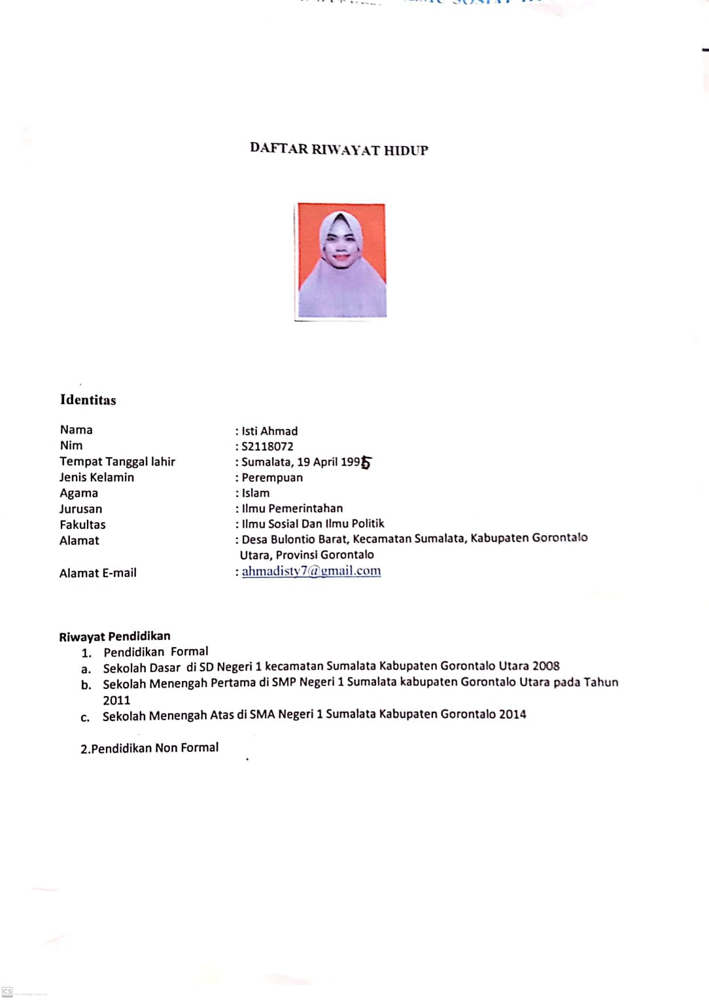 DAFTAR RIWAYAT HIDUP
Identitas
Nama : Isti Ahmad
Nim : S2118072
Tempat Tanggal lahir : Sumalata, 19 April 1995
Jenis Kelamin : Perempuan
Agama : Islam
Jurusan : Ilmu Pemerintahan
Fakultas : Ilmu Sosial Dan Ilmu Politik
Alamat : Desa Bulontio Barat, Kecamatan Sumalata, Kabupaten Gorontalo
Utara, Provinsi Gorontalo
Alamat E-mail : ahmadisty7@gmail.com
Riwayat Pendidikan
1. Pendidikan Formal
a. Sekolah Dasar di SD Negeri 1 kecamatan Sumalata Kabupaten Gorontalo Utara 2008
b. Sekolah Menengah Pertama di SMP Negeri 1 Sumalata kabupaten Gorontalo Utara pada Tahun
2011
c. Sekolah Menengah Atas di SMA Negeri 1 Sumalata Kabupaten Gorontalo 2014
2.Pendidikan Non Formal
CS